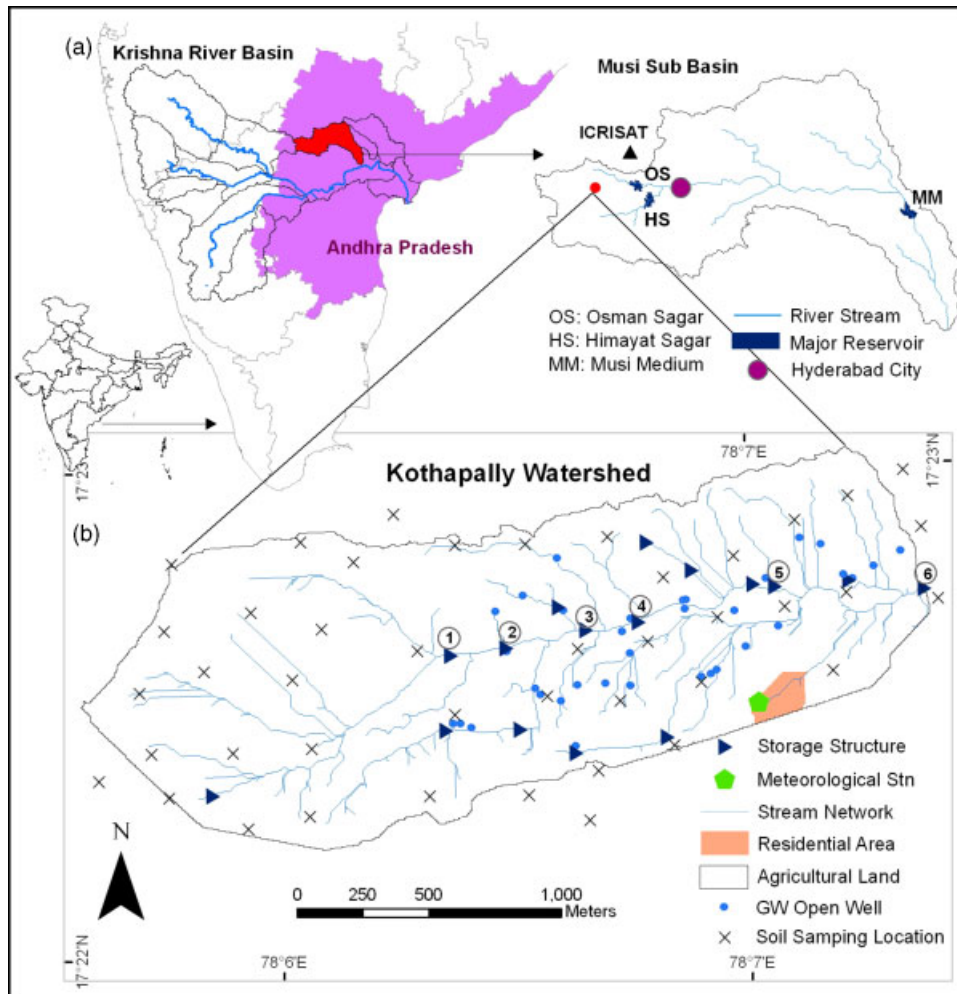 (a)
Krishna River Basin
Musi Sub Basin
ICRISAT
OS
HS
MM
Andhra Pradesh
OS: Osman Sagar
HS: Himayat Sagar
MM: Musi Medium
River Stream
Major Reservoir
Hyderabad City
78°7'E
17°23'N
17°23'
Kothapally Watershed
(b)
1
2
3
4
5
6
Storage Structure
Meteorological Stn
Stream Network
Residential Area
Agricultural Land
GW Open Well
Soil Sampling Location
N
0 250 500 1,000
Meters
17°22'N
78°6'E
78°7'E